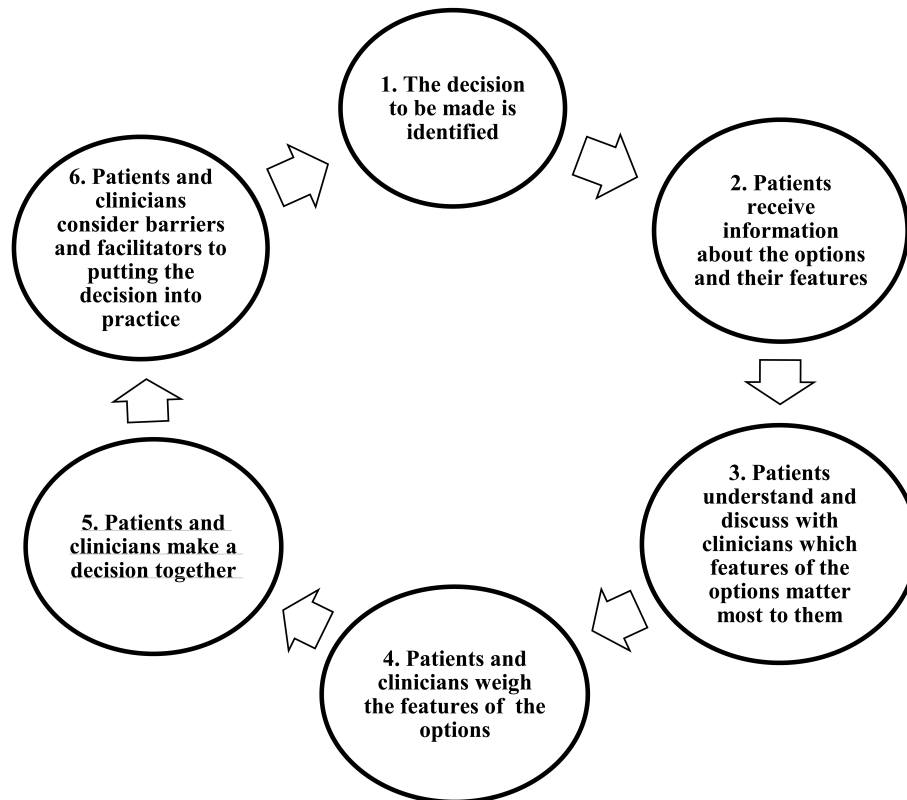 1. The decision
to be made is
identified
2. Patients
receive
information
about the options
and their features
3. Patients
understand and
discuss with
clinicians which
features of the
options matter
most to them
4. Patients and
clinicians weigh
the features of the
options
5. Patients and
clinicians make a
decision together
6. Patients and
clinicians
consider barriers
and facilitators to
putting the
decision into
practice